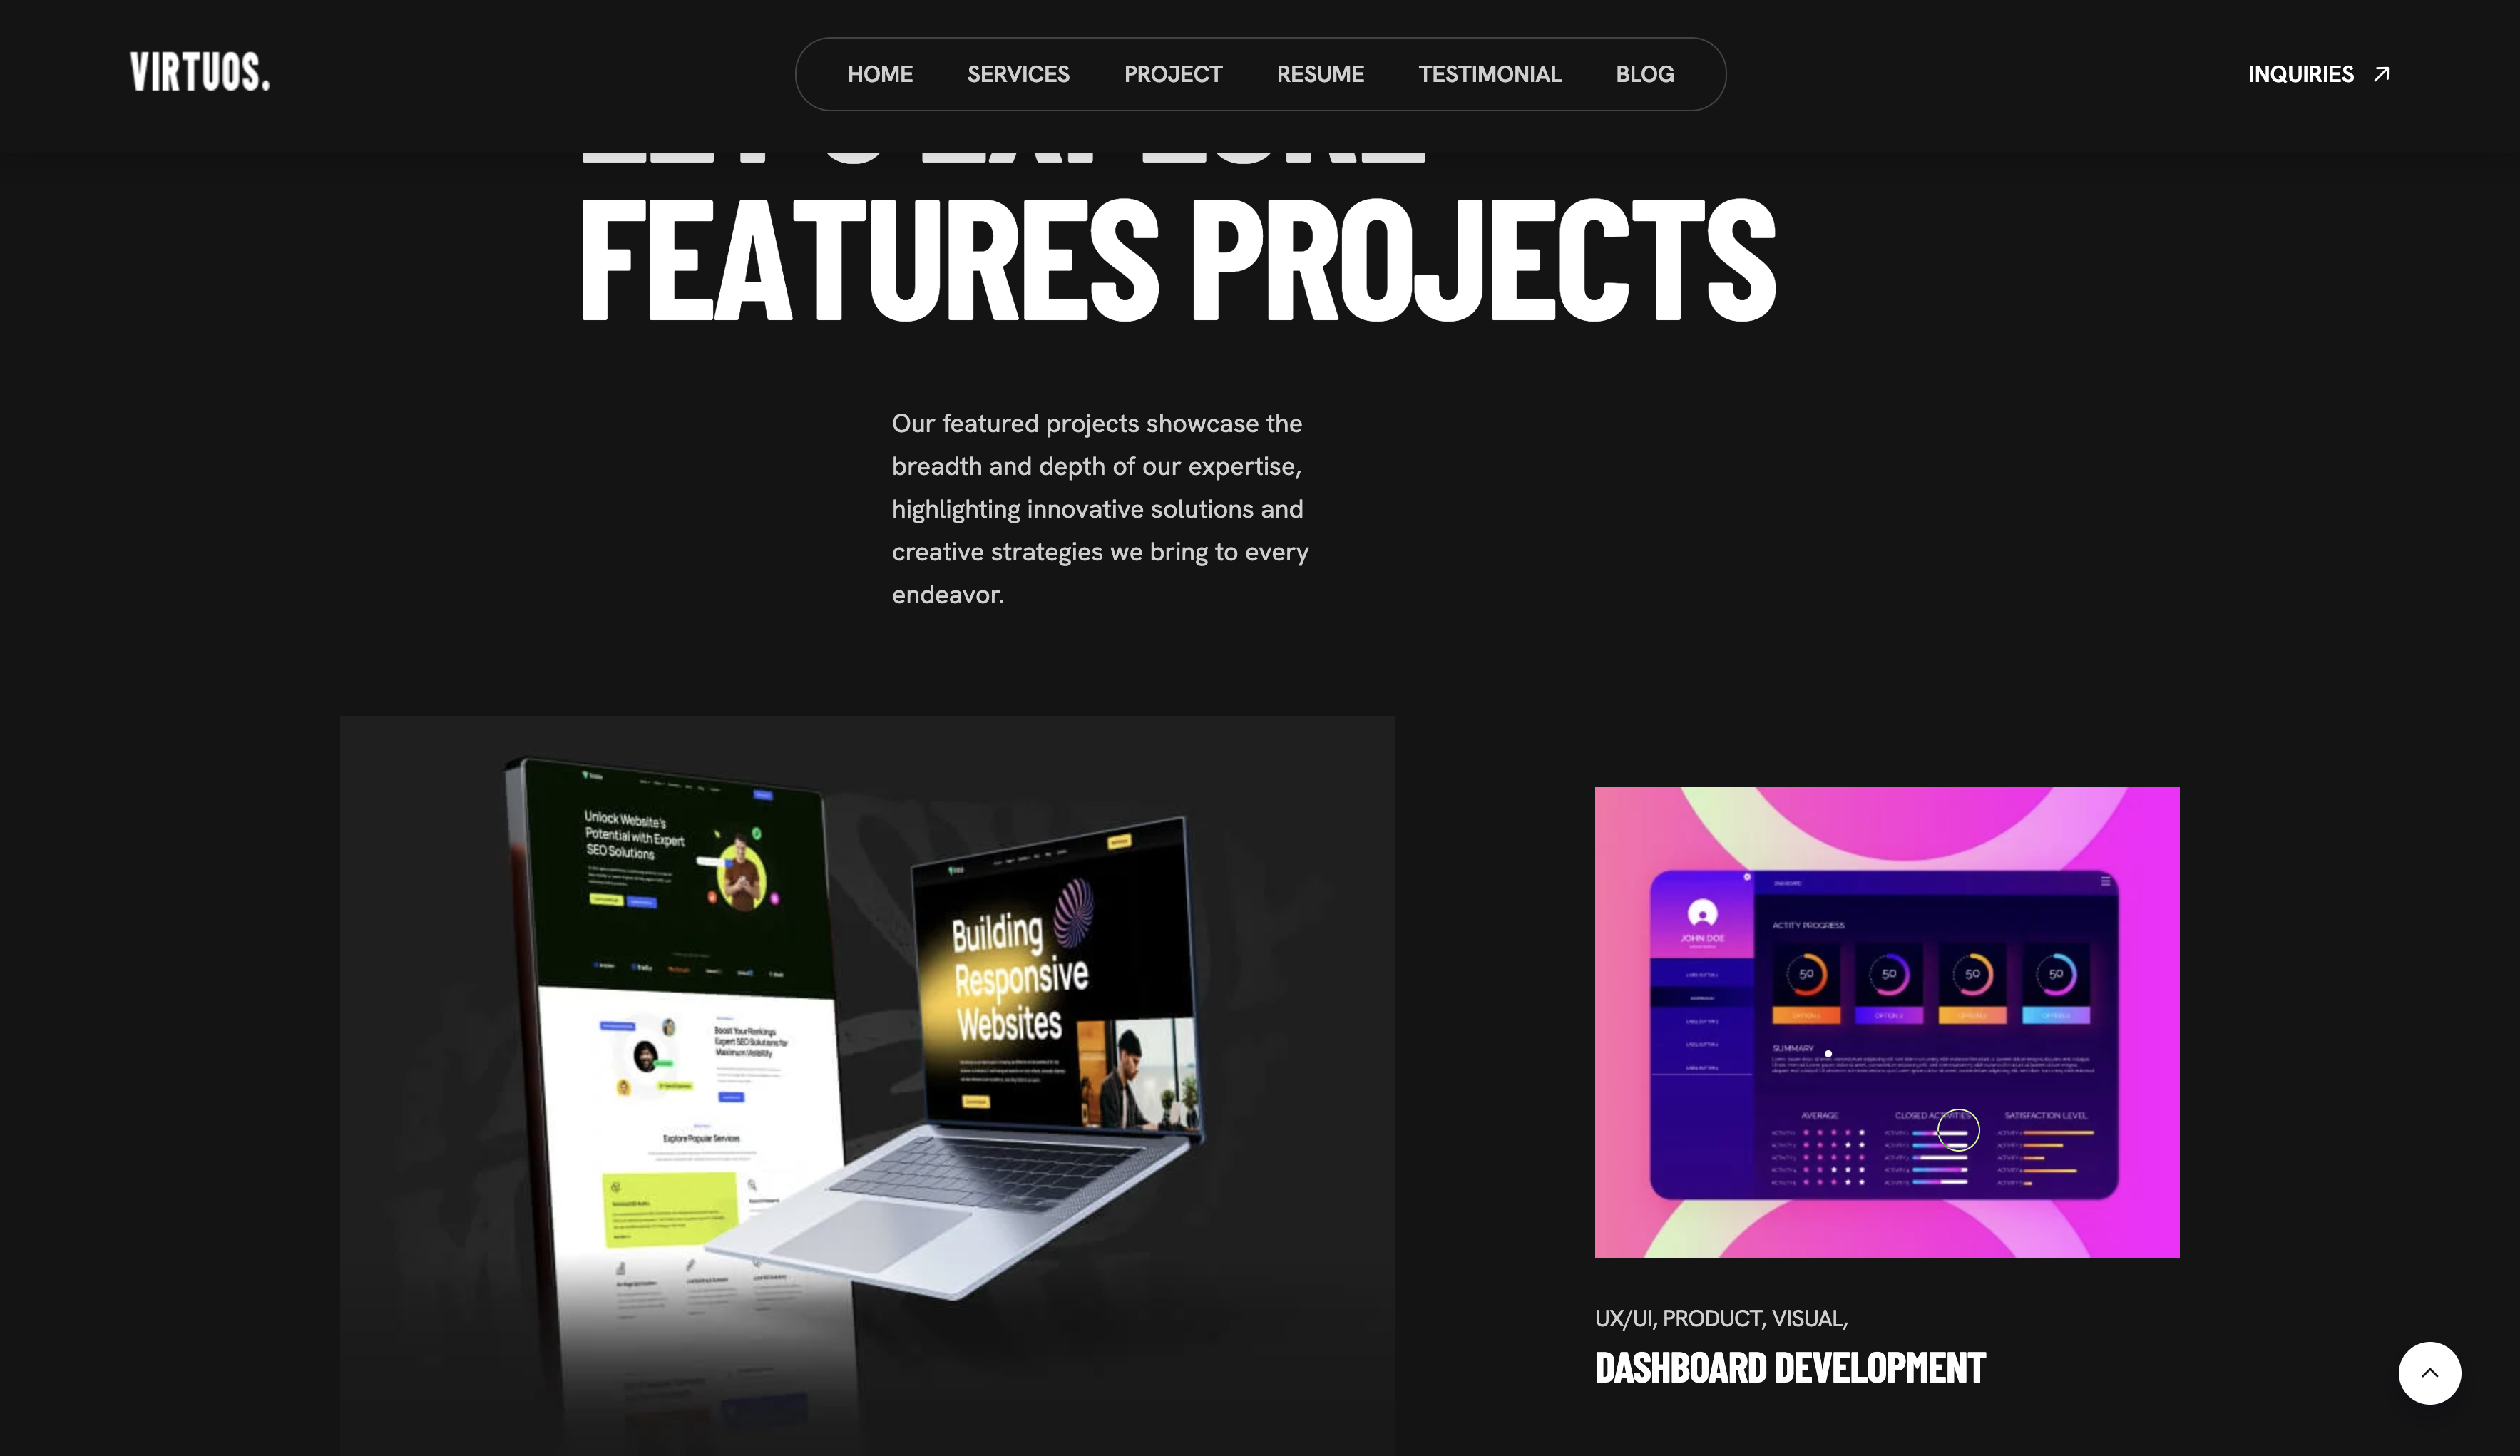 VIRTUOS.
HOME SERVICES PROJECT RESUME TESTIMONIAL BLOG
INQUIRIES
LET'S EXPLORE
FEATURES PROJECTS
Our featured projects showcase the
breadth and depth of our expertise,
highlighting innovative solutions and
creative strategies we bring to every
endeavor.
Unlock Website's
Potential with Expert
SEO Solutions
Boost Your Rankings
Expert SEO Solutions for
Maximum Visibility
Explore Popular Services
Building
Responsive
Websites
DASHBOARD
JOHN DOE
ACTITY PROGRESS
50 50 50 50
SUMMARY
AVERAGE CLOSED ACTIVITIES SATISFACTION LEVEL
UX/UI, PRODUCT, VISUAL,
DASHBOARD DEVELOPMENT